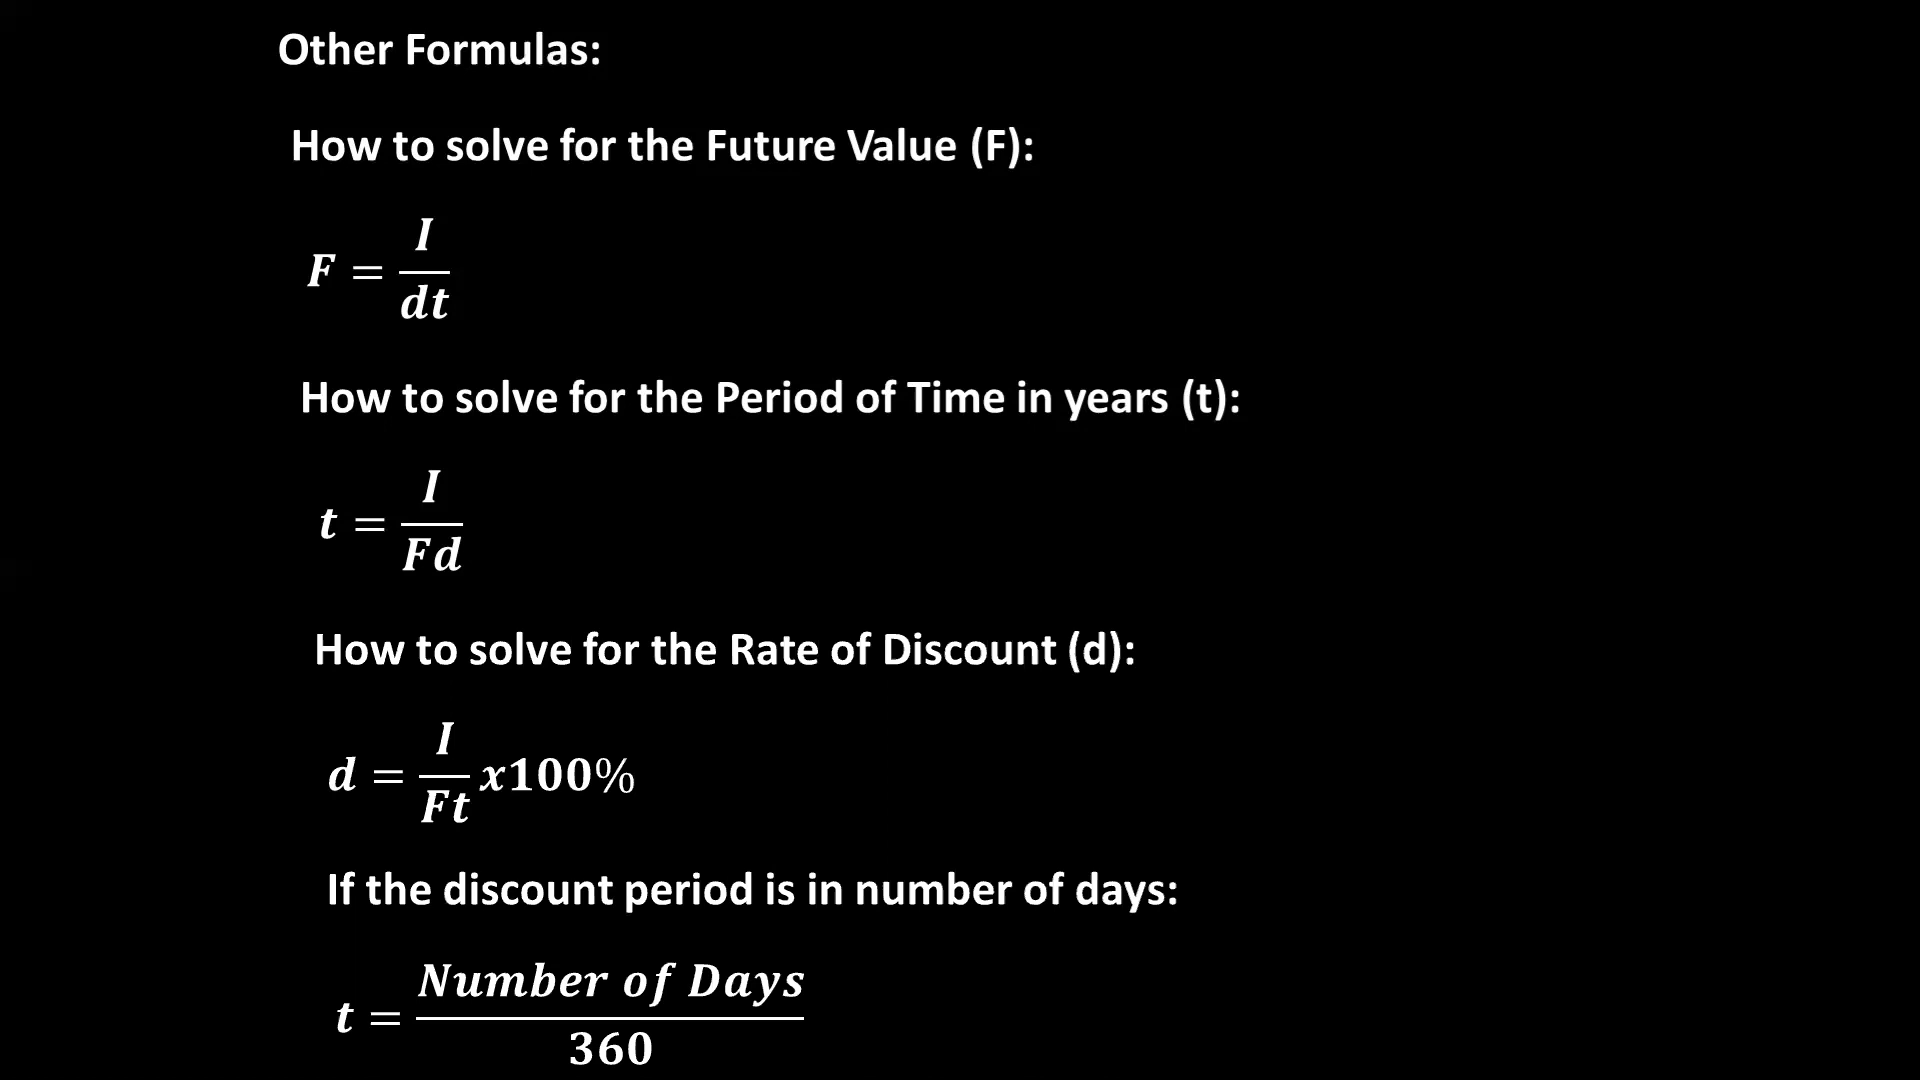 Other Formulas:
How to solve for the Future Value (F):
F = I/dt
How to solve for the Period of Time in years (t):
t = I/Fd
How to solve for the Rate of Discount (d):
d = I/Ft x100%
If the discount period is in number of days:
t = Number of Days/360